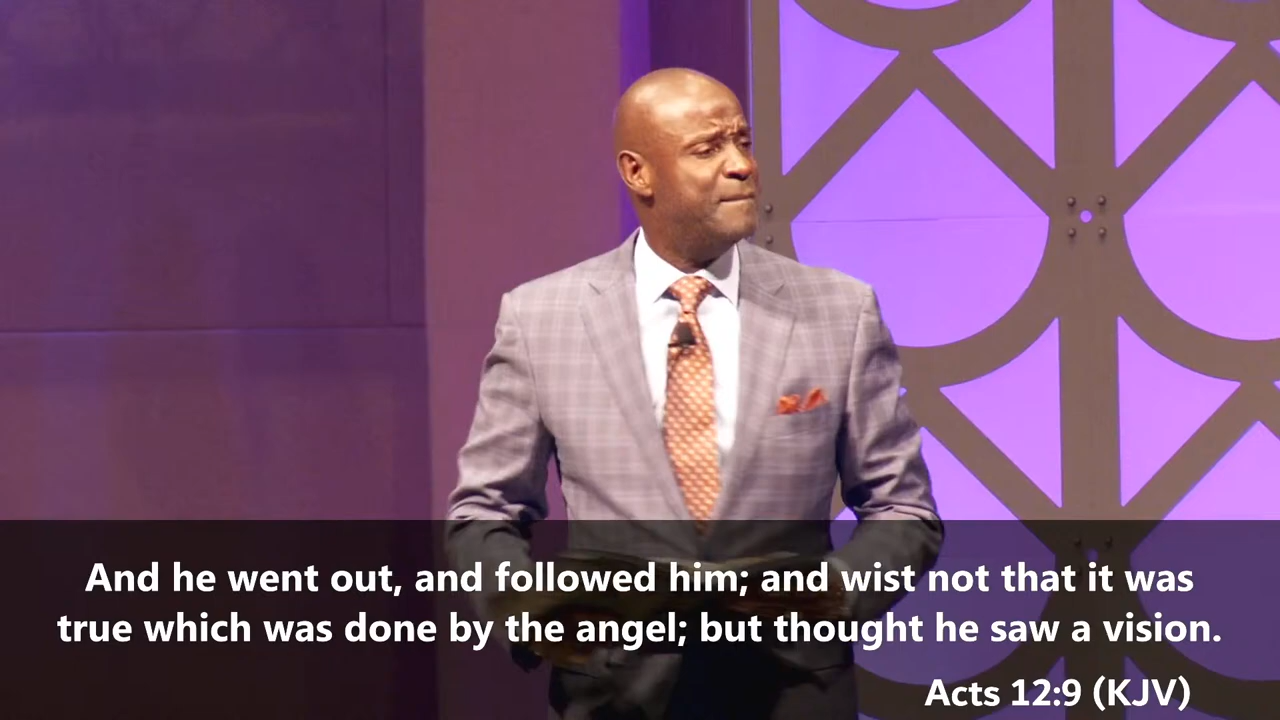 And he went out, and followed him; and wist not that it was
true which was done by the angel; but thought he saw a vision.
Acts 12:9 (KJV)